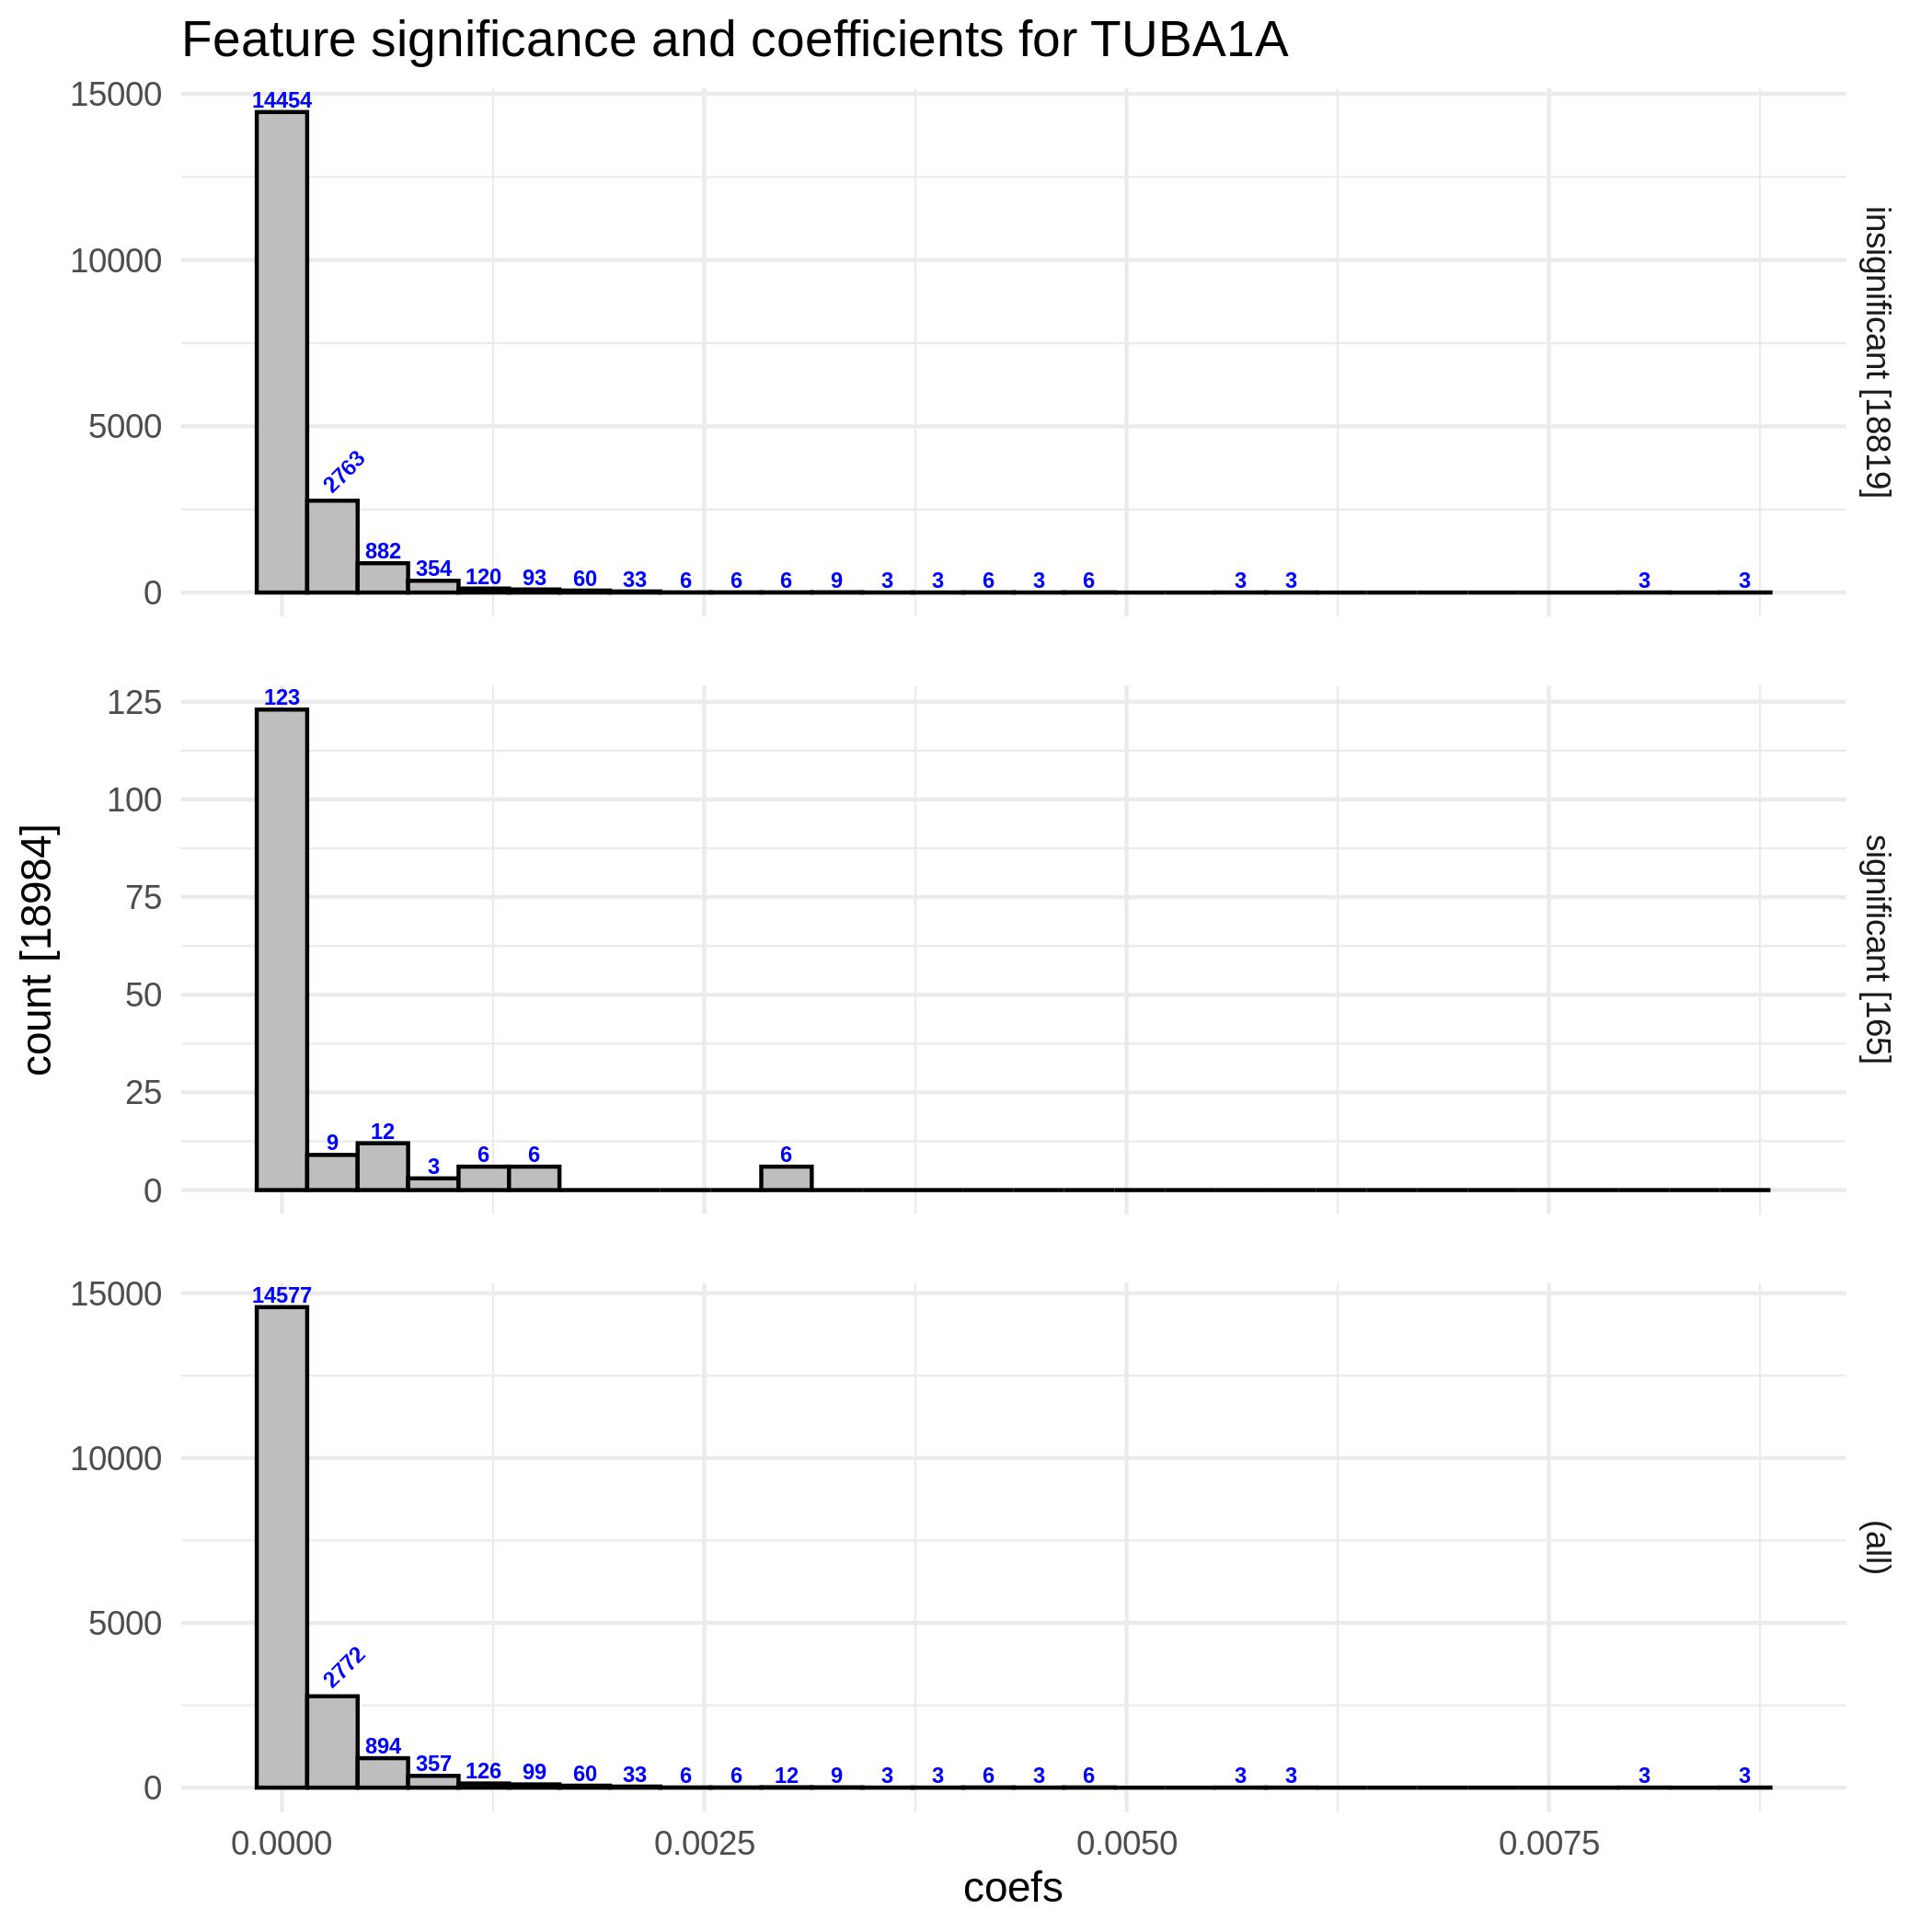 Feature significance and coefficients for TUBA1A
15000
14454
10000
5000
2763
882
354 120 93 60 33 6 6 6 9 3 3 6 3 6 3 3 3 3
0
insignificant [18819]
125
123
100
75
50
25
9 12 3 6 6 6
0
significant [165]
count [18984]
15000
14577
10000
5000
2772
894
357 126 99 60 33 6 6 12 9 3 3 6 3 6 3 3 3 3
0
(all)
0.0000 0.0025 0.0050 0.0075
coefs